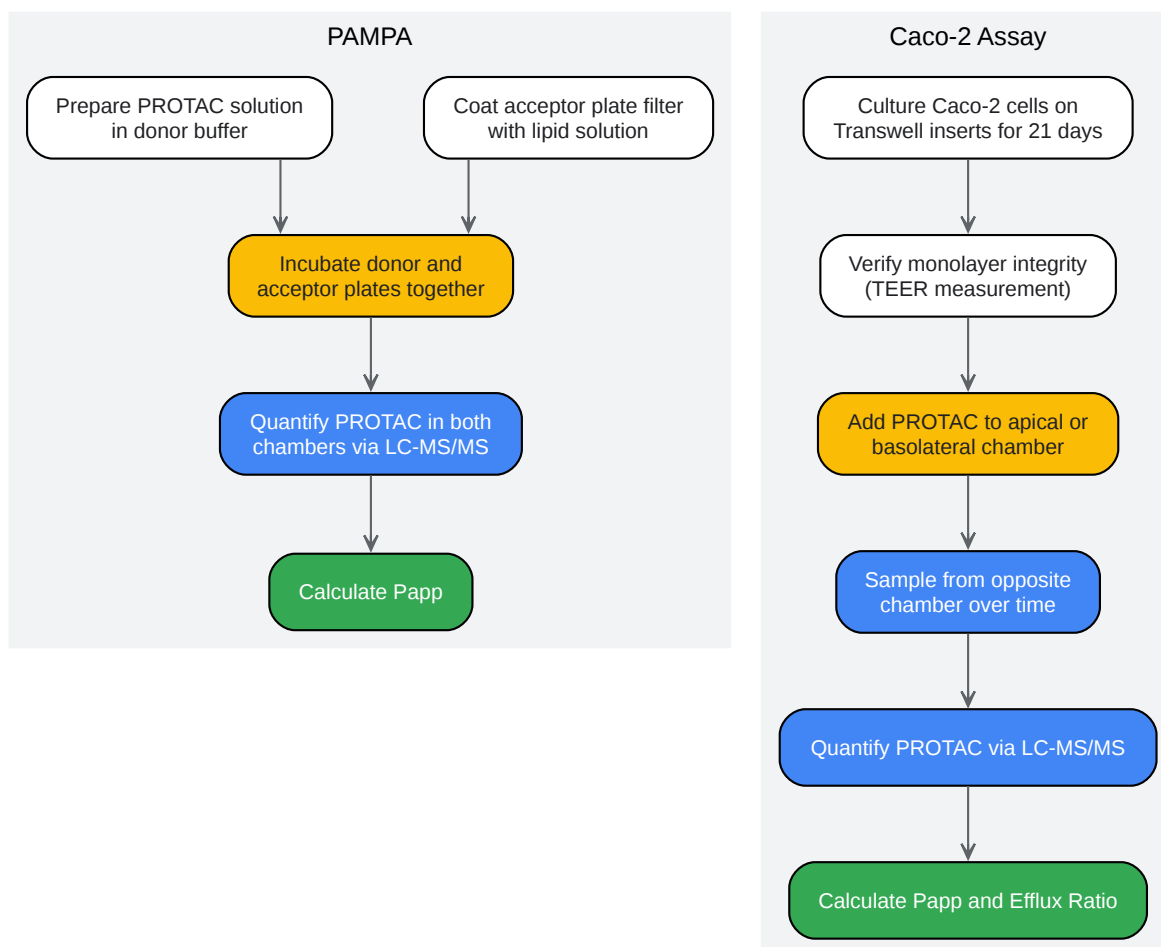 PAMPA
Prepare PROTAC solution
in donor buffer
Coat acceptor plate filter
with lipid solution
Incubate donor and
acceptor plates together
Quantify PROTAC in both
chambers via LC-MS/MS
Calculate Papp
Caco-2 Assay
Culture Caco-2 cells on
Transwell inserts for 21 days
Verify monolayer integrity
(TEER measurement)
Add PROTAC to apical or
basolateral chamber
Sample from opposite
chamber over time
Quantify PROTAC via LC-MS/MS
Calculate Papp and Efflux Ratio